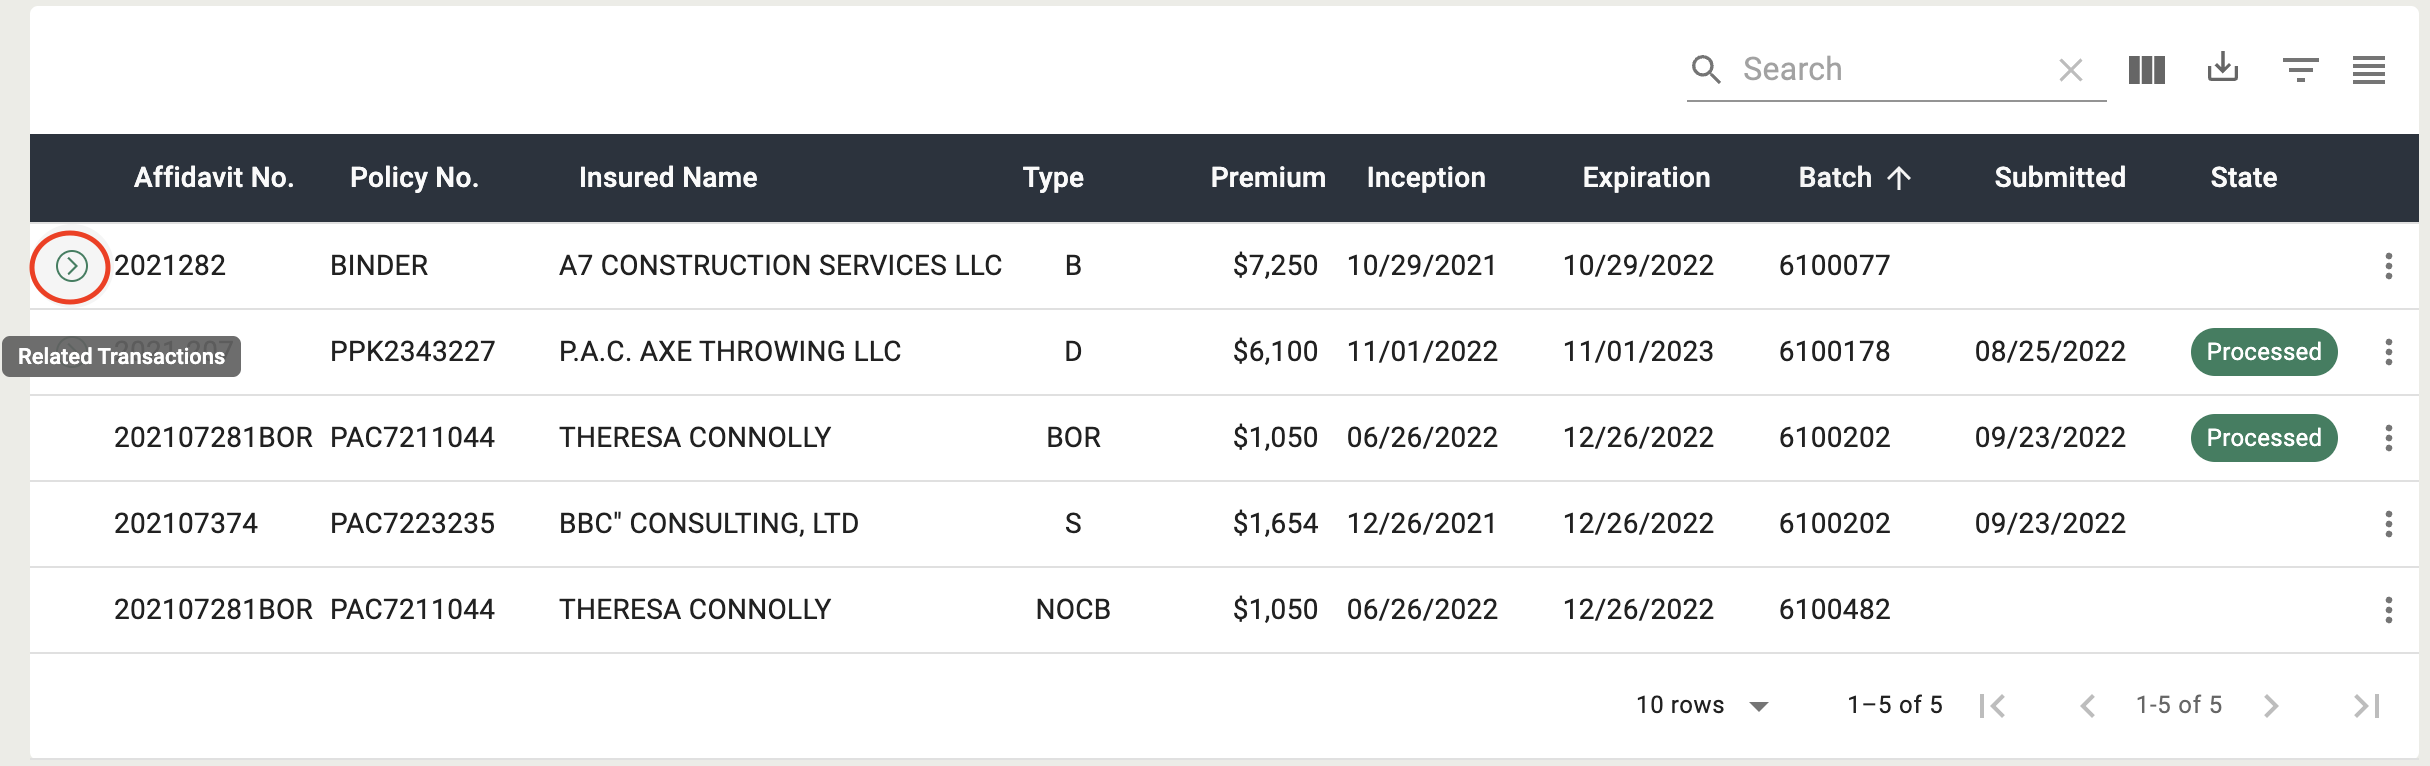 Search
Affidavit No. Policy No. Insured Name Type Premium Inception Expiration Batch Submitted State
2021282 BINDER A7 CONSTRUCTION SERVICES LLC B $7,250 10/29/2021 10/29/2022 6100077
Related Transactions PPK2343227 P.A.C. AXE THROWING LLC D $6,100 11/01/2022 11/01/2023 6100178 08/25/2022 Processed
202107281BOR PAC7211044 THERESA CONNOLLY BOR $1,050 06/26/2022 12/26/2022 6100202 09/23/2022 Processed
202107374 PAC7223235 BBC" CONSULTING, LTD S $1,654 12/26/2021 12/26/2022 6100202 09/23/2022
202107281BOR PAC7211044 THERESA CONNOLLY NOCB $1,050 06/26/2022 12/26/2022 6100482
10 rows 1–5 of 5 1-5 of 5